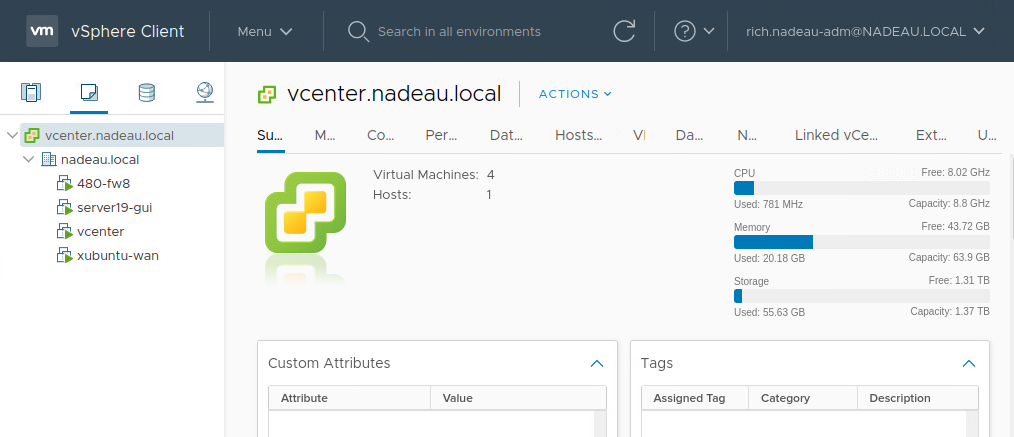 vm vSphere Client Menu Search in all environments rich.nadeau-adm@NADEAU.LOCAL
vcenter.nadeau.local
nadeau.local
480-fw8
server19-gui
vcenter
xubuntu-wan
vcenter.nadeau.local ACTIONS
Su... M... Co... Per... Dat... Hosts... VI Da... N... Linked vCe... Ext... U...
Virtual Machines: 4
Hosts: 1
CPU Free: 8.02 GHz
Used: 781 MHz Capacity: 8.8 GHz
Memory Free: 43.72 GB
Used: 20.18 GB Capacity: 63.9 GB
Storage Free: 1.31 TB
Used: 55.63 GB Capacity: 1.37 TB
Custom Attributes
Attribute Value
Tags
Assigned Tag Category Description